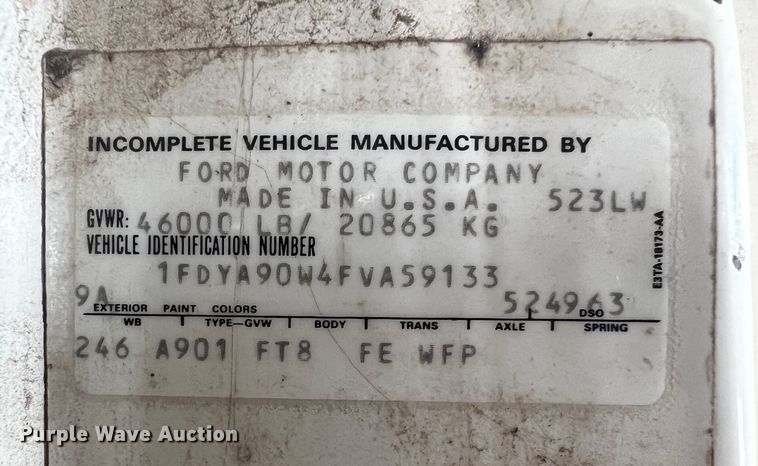 INCOMPLETE VEHICLE MANUFACTURED BY
FORD MOTOR COMPANY
MADE IN U.S.A. 523LW
GVWR: 46000 LB/ 20865 KG
VEHICLE IDENTIFICATION NUMBER
1FDYA90W4FVA59133
9A 524963
EXTERIOR PAINT COLORS DSO
WB TYPE-GVW BODY TRANS AXLE SPRING
246 A901 FT8 FE WFP
E3TA-18173-AA
Purple Wave Auction